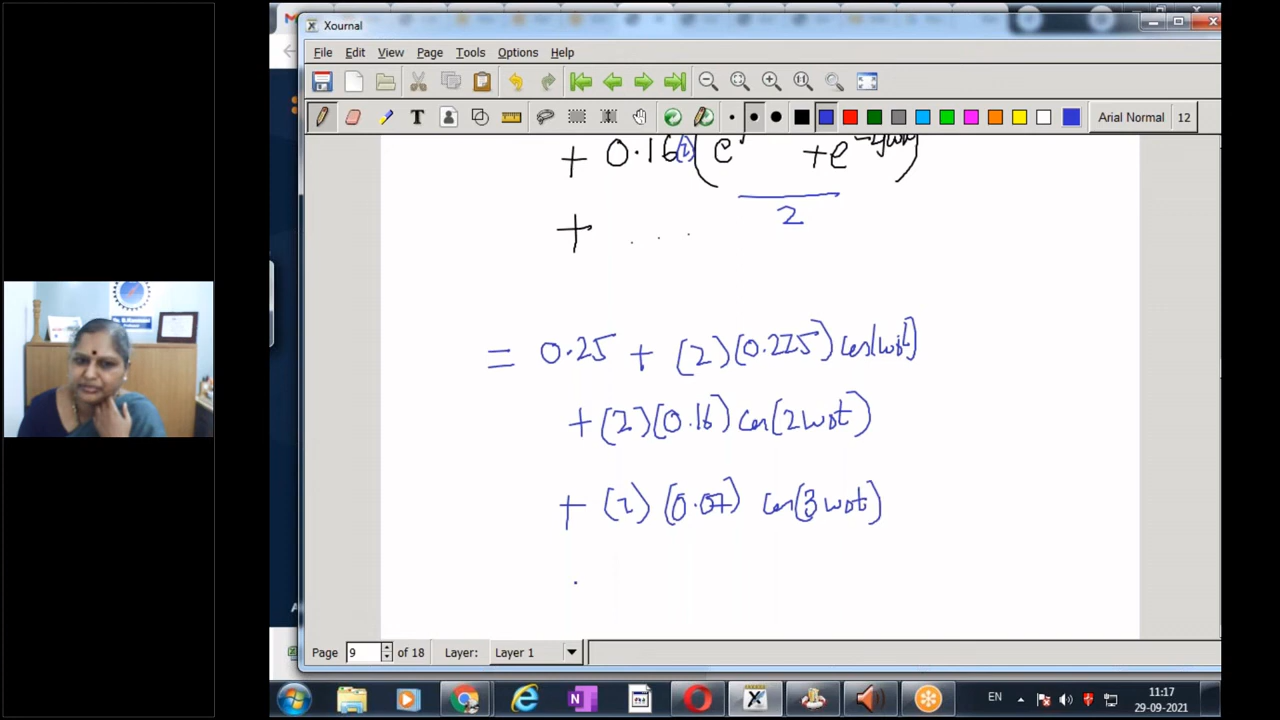 Xournal
File Edit View Page Tools Options Help
Arial Normal 12
+ 0.16(2)(e + e
2
+ ...
= 0.25 + (2)(0.225) cos(w0t)
+ (2)(0.16) cos(2w0t)
+ (2)(0.07) cos(3w0t)
.
Page 9 of 18 Layer: Layer 1
EN 11:17
29-09-2021